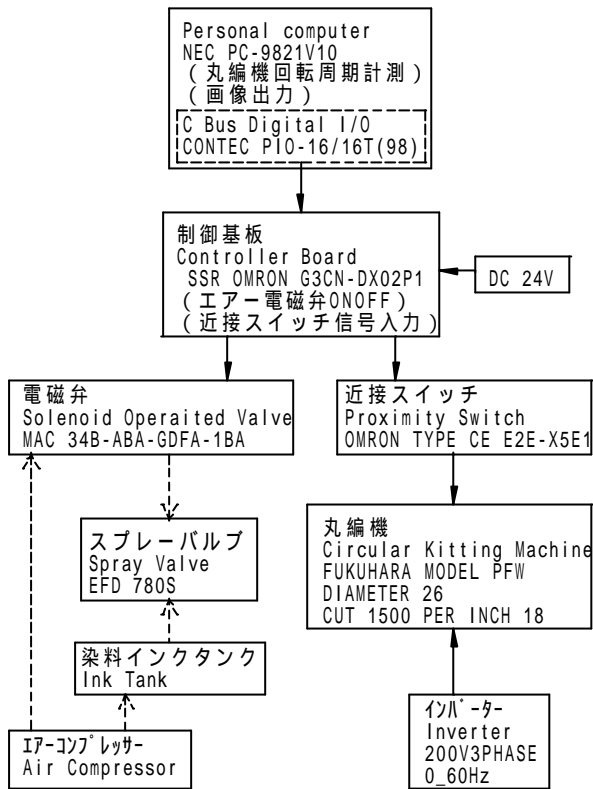 Personal computer
NEC PC-9821V10
(丸編機回転周期計測)
(画像出力)
C Bus Digital I/O
CONTEC PIO-16/16T(98)
制御基板
Controller Board
SSR OMRON G3CN-DX02P1
(エアー電磁弁ONOFF)
(近接スイッチ信号入力)
DC 24V
電磁弁
Solenoid Operaited Valve
MAC 34B-ABA-GDFA-1BA
近接スイッチ
Proximity Switch
OMRON TYPE CE E2E-X5E1
スプレーバルブ
Spray Valve
EFD 780S
丸編機
Circular Kitting Machine
FUKUHARA MODEL PFW
DIAMETER 26
CUT 1500 PER INCH 18
染料インクタンク
Ink Tank
エアーコンプレッサー
Air Compressor
インバーター
Inverter
200V3PHASE
0_60Hz